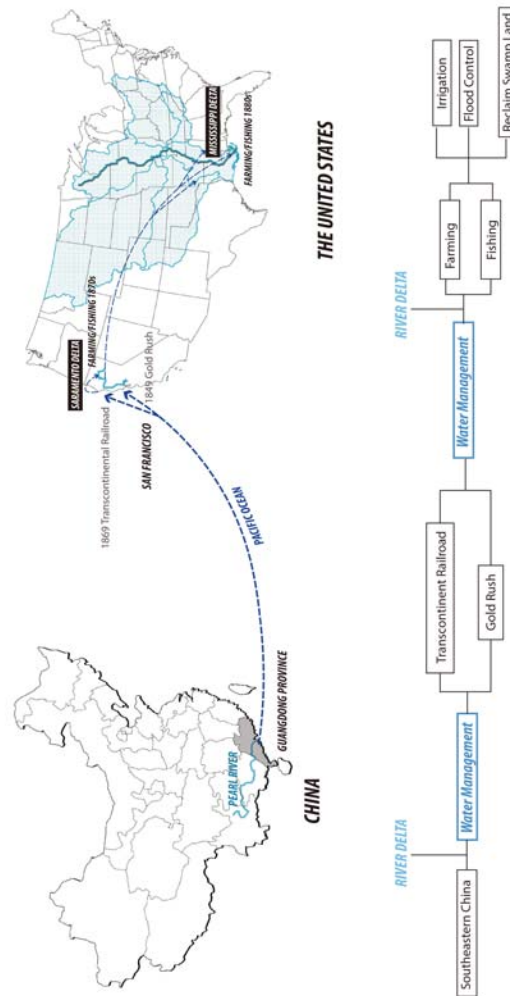 CHINA
PEARL RIVER
GUANGDONG PROVINCE
PACIFIC OCEAN
SAN FRANCISCO
1869 Transcontinental Railroad
1849 Gold Rush
SARAMENTO DELTA
FARMING/FISHING 1870s
MISSISSIPPI DELTA
FARMING/FISHING 1880s
THE UNITED STATES
RIVER DELTA
Southeastern China
Water Management
Transcontinent Railroad
Gold Rush
RIVER DELTA
Water Management
Farming
Fishing
Irrigation
Flood Control
Reclaim Swamp Land